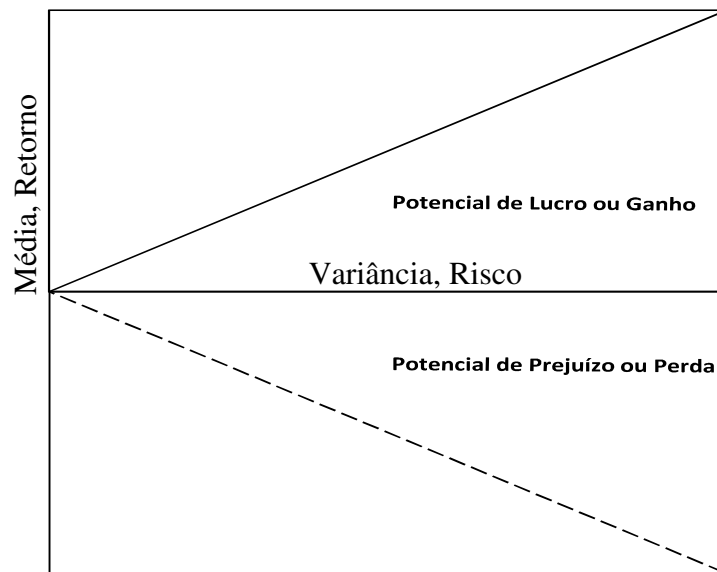 Média, Retorno
Potencial de Lucro ou Ganho
Variância, Risco
Potencial de Prejuízo ou Perda